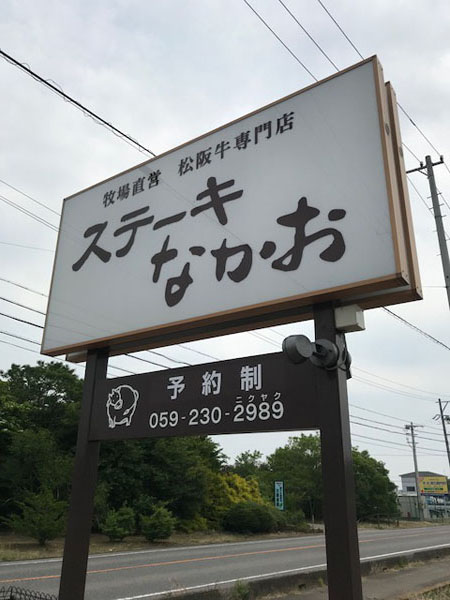 牧場直営 松阪牛専門店
ステーキ
なかお
予約制
ニクヤク
059-230-2989